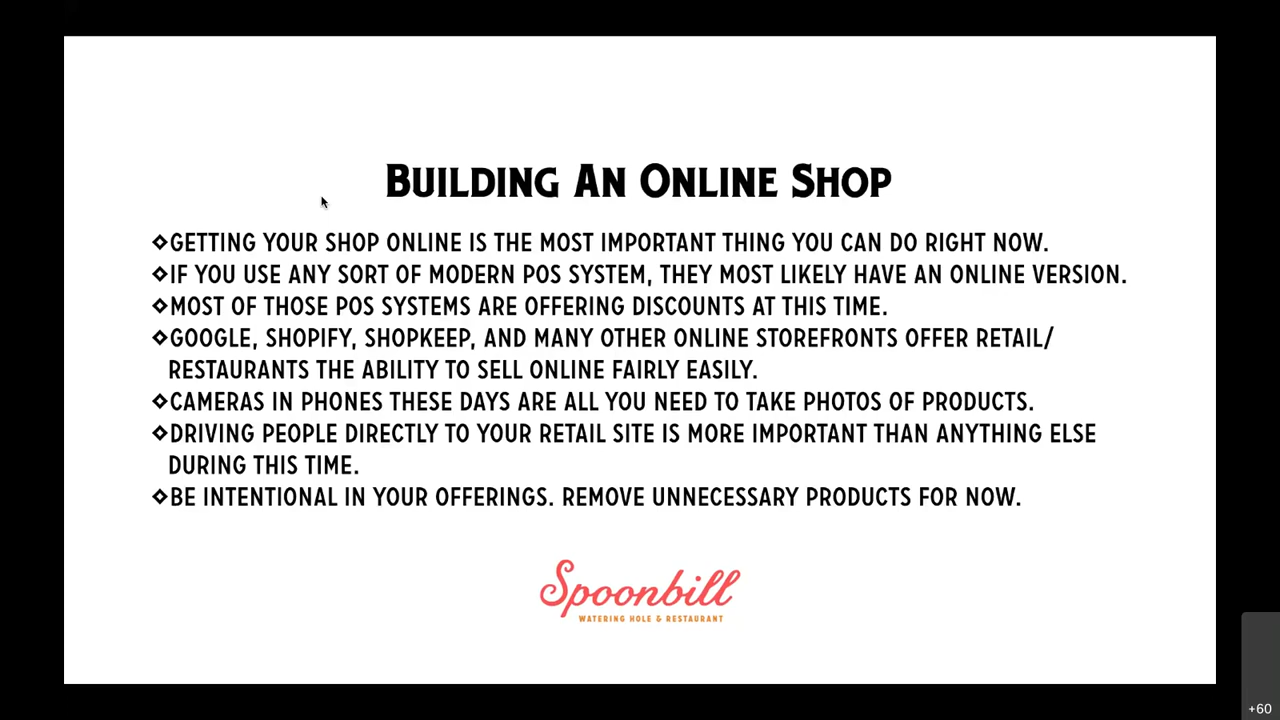 Building An Online Shop
◇GETTING YOUR SHOP ONLINE IS THE MOST IMPORTANT THING YOU CAN DO RIGHT NOW.
◇IF YOU USE ANY SORT OF MODERN POS SYSTEM, THEY MOST LIKELY HAVE AN ONLINE VERSION.
◇MOST OF THOSE POS SYSTEMS ARE OFFERING DISCOUNTS AT THIS TIME.
◇GOOGLE, SHOPIFY, SHOPKEEP, AND MANY OTHER ONLINE STOREFRONTS OFFER RETAIL/
RESTAURANTS THE ABILITY TO SELL ONLINE FAIRLY EASILY.
◇CAMERAS IN PHONES THESE DAYS ARE ALL YOU NEED TO TAKE PHOTOS OF PRODUCTS.
◇DRIVING PEOPLE DIRECTLY TO YOUR RETAIL SITE IS MORE IMPORTANT THAN ANYTHING ELSE
DURING THIS TIME.
◇BE INTENTIONAL IN YOUR OFFERINGS. REMOVE UNNECESSARY PRODUCTS FOR NOW.
Spoonbill
WATERING HOLE & RESTAURANT
+60